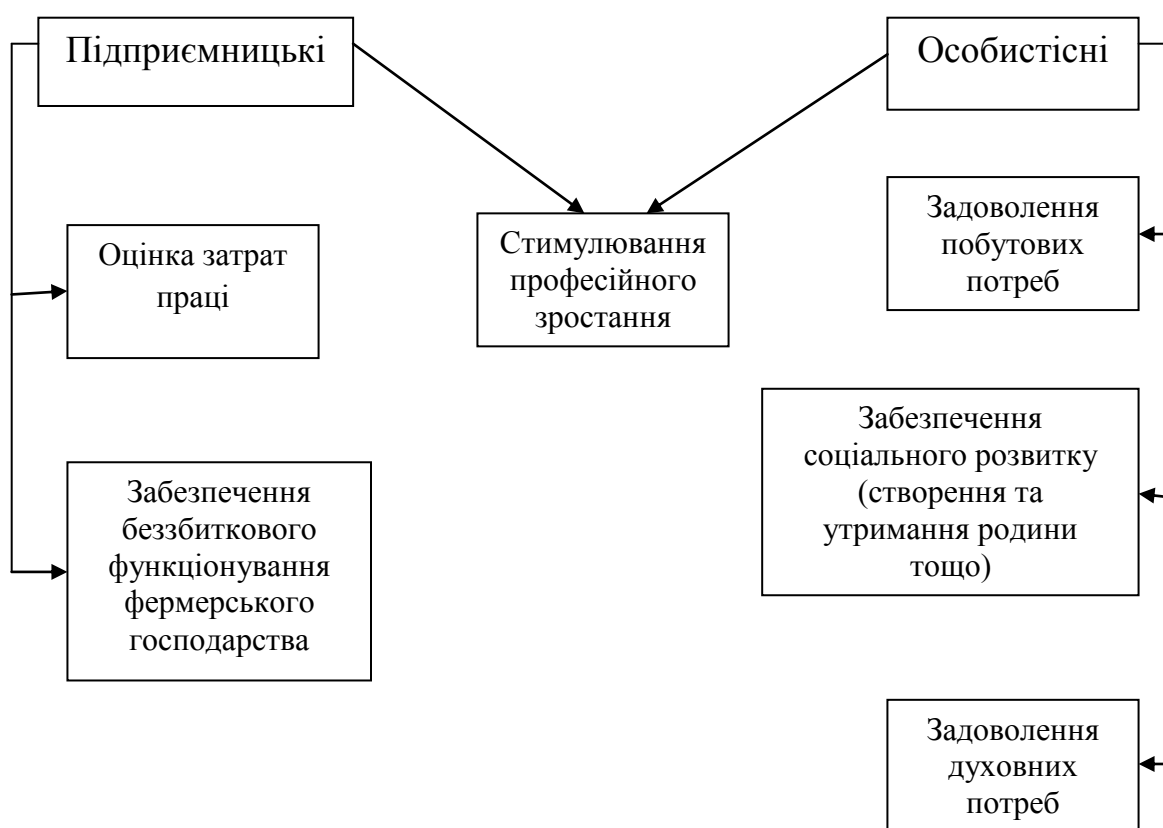 Підприємницькі
Особистісні
Оцінка затрат
праці
Стимулювання
професійного
зростання
Задоволення
побутових
потреб
Забезпечення
беззбиткового
функціонування
фермерського
господарства
Забезпечення
соціального розвитку
(створення та
утримання родини
тощо)
Задоволення
духовних
потреб